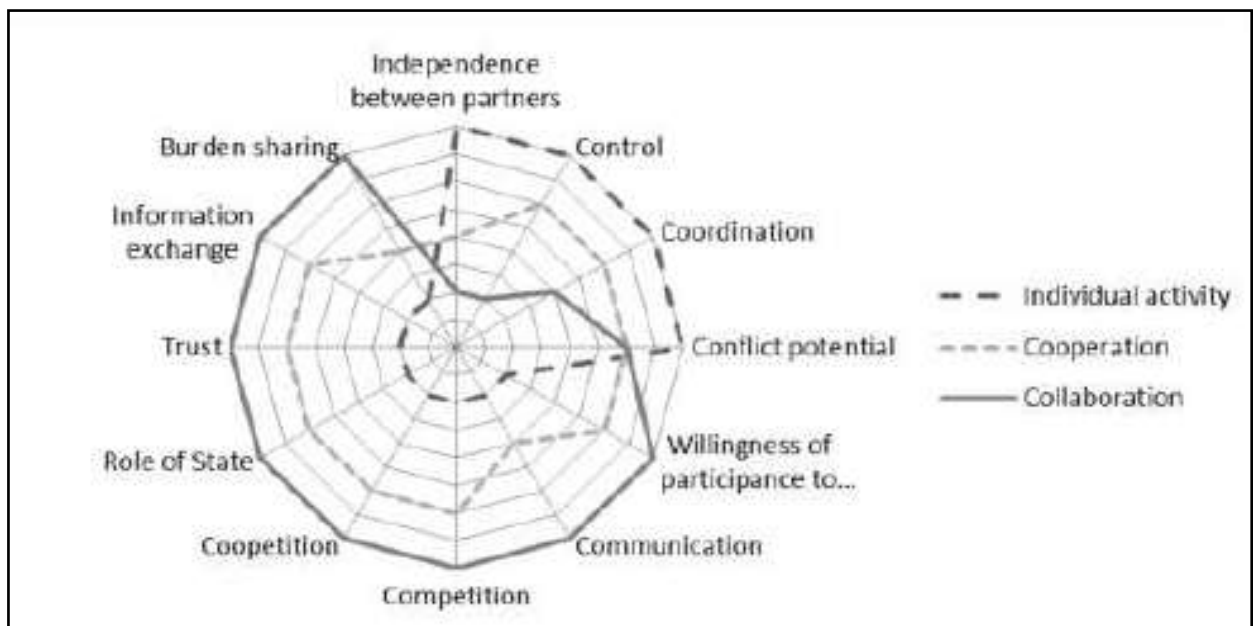 Independence
between partners
Burden sharing
Control
Information
exchange
Coordination
Individual activity
Trust
Conflict potential
Cooperation
Collaboration
Role of State
Willingness of
participance to...
Coopetition
Communication
Competition